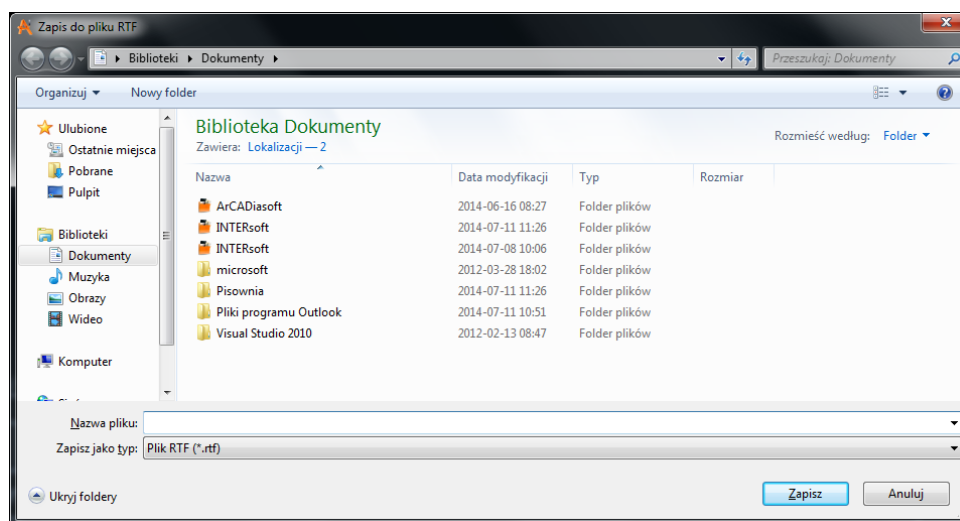 Zapis do pliku RTF
Biblioteki Dokumenty
Przeszukaj: Dokumenty
Organizuj Nowy folder
Ulubione
Ostatnie miejsca
Pobrane
Pulpit
Biblioteki
Dokumenty
Muzyka
Obrazy
Wideo
Komputer
Biblioteka Dokumenty
Zawiera: Lokalizacji — 2
Rozmieść według: Folder
Nazwa Data modyfikacji Typ Rozmiar
ArCADiasoft 2014-06-16 08:27 Folder plików
INTERsoft 2014-07-11 11:26 Folder plików
INTERsoft 2014-07-08 10:06 Folder plików
microsoft 2012-03-28 18:02 Folder plików
Pisownia 2014-07-11 11:26 Folder plików
Pliki programu Outlook 2014-07-11 10:51 Folder plików
Visual Studio 2010 2012-02-13 08:47 Folder plików
Nazwa pliku:
Zapisz jako typ: Plik RTF (*.rtf)
Ukryj foldery
Zapisz Anuluj